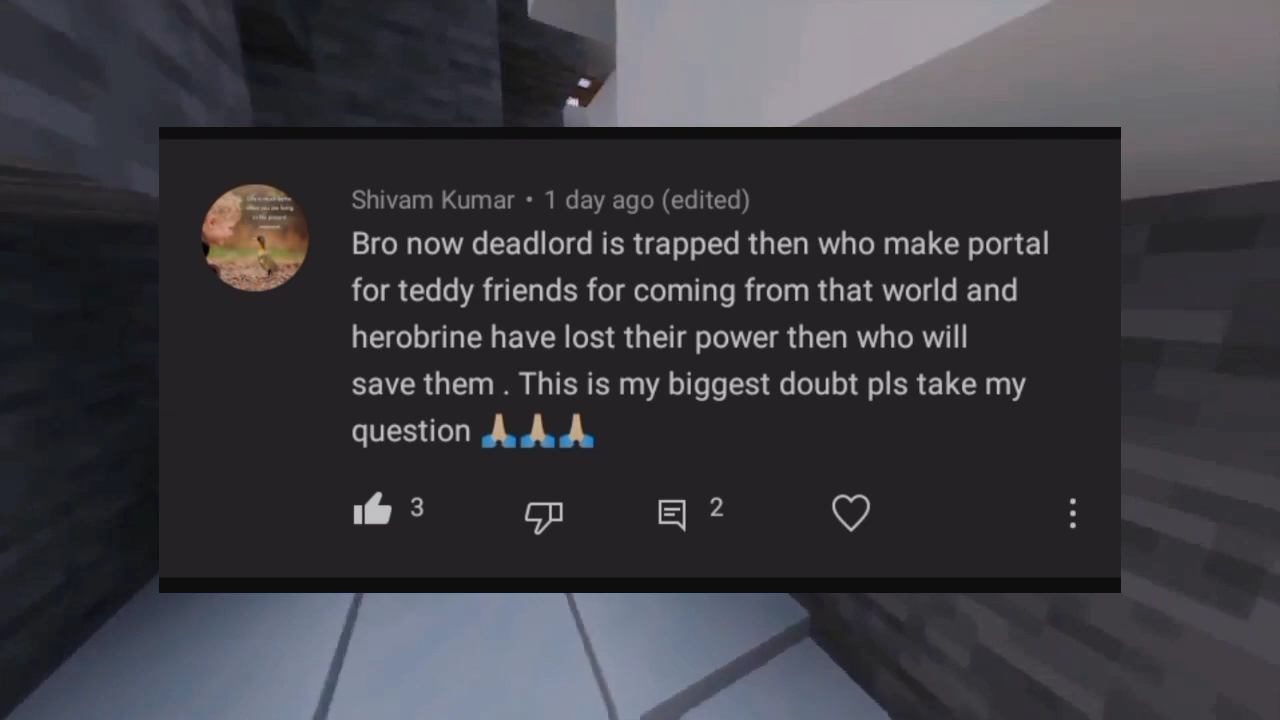 Shivam Kumar • 1 day ago (edited)
Bro now deadlord is trapped then who make portal
for teddy friends for coming from that world and
herobrine have lost their power then who will
save them . This is my biggest doubt pls take my
question 🙏🏼🙏🏼🙏🏼
3
2